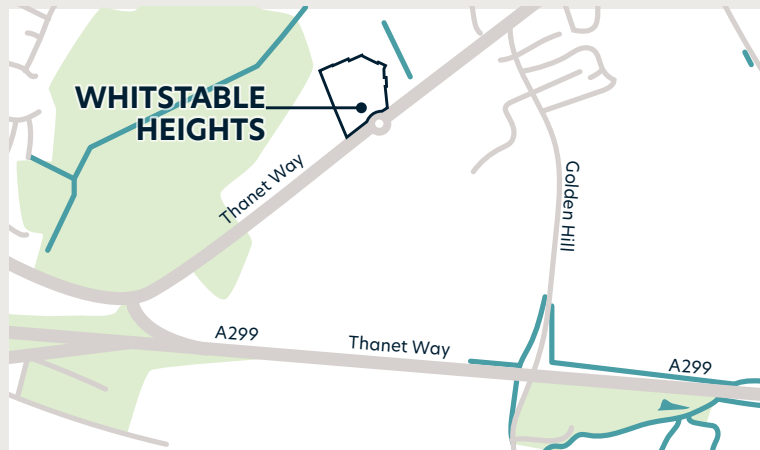 WHITSTABLE
HEIGHTS
Thanet Way
Golden Hill
A299
Thanet Way
A299